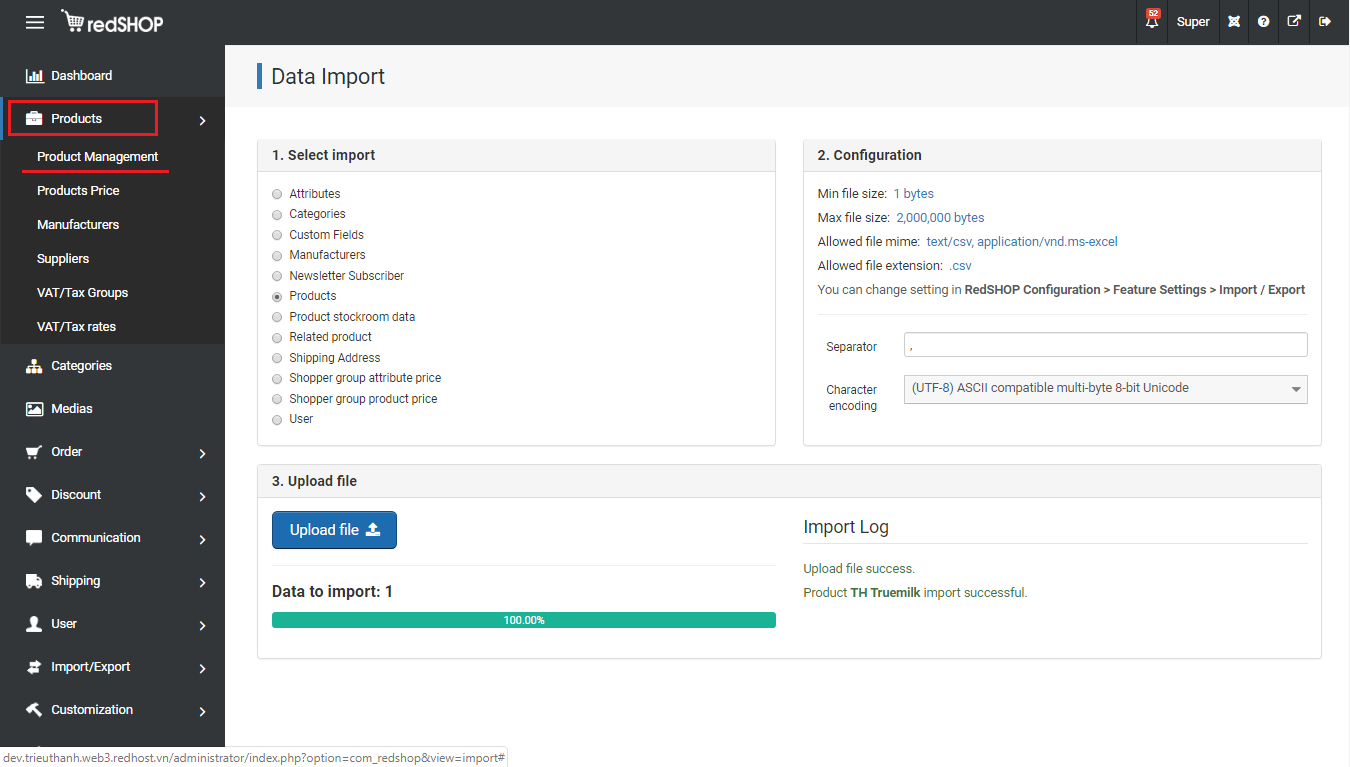 redSHOP
52
Super
Dashboard
Products
Product Management
Products Price
Manufacturers
Suppliers
VAT/Tax Groups
VAT/Tax rates
Categories
Medias
Order
Discount
Communication
Shipping
User
Import/Export
Customization
Data Import
1. Select import
Attributes
Categories
Custom Fields
Manufacturers
Newsletter Subscriber
Products
Product stockroom data
Related product
Shipping Address
Shopper group attribute price
Shopper group product price
User
2. Configuration
Min file size: 1 bytes
Max file size: 2,000,000 bytes
Allowed file mime: text/csv, application/vnd.ms-excel
Allowed file extension: .csv
You can change setting in RedSHOP Configuration > Feature Settings > Import / Export
Separator ,
Character
encoding
(UTF-8) ASCII compatible multi-byte 8-bit Unicode
3. Upload file
Upload file
Data to import: 1
100.00%
Import Log
Upload file success.
Product TH Truemilk import successful.
dev.trieuthanh.web3.redhost.vn/administrator/index.php?option=com_redshop&view=import#